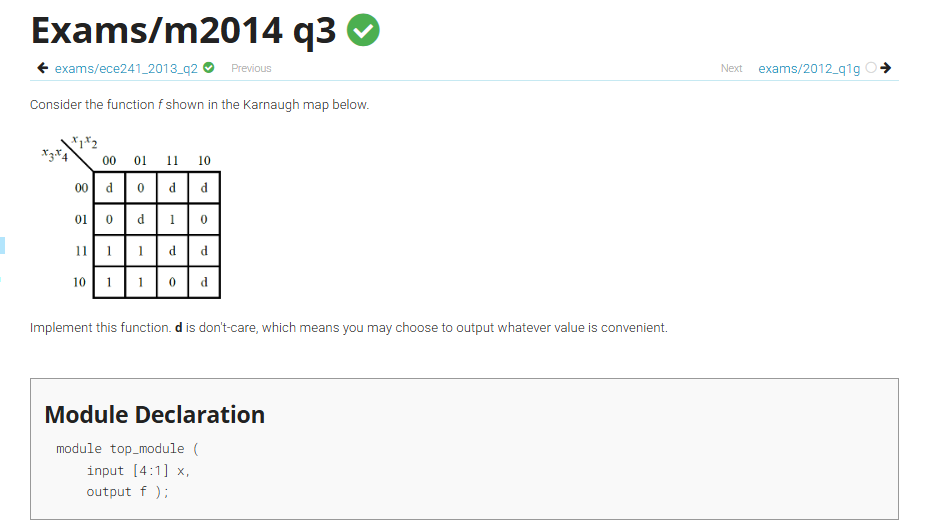 Exams/m2014 q3
← exams/ece241_2013_q2 Previous Next exams/2012_q1g →
Consider the function f shown in the Karnaugh map below.
x1x2
x3x4
00 01 11 10
00 d 0 d d
01 0 d 1 0
11 1 1 d d
10 1 1 0 d
Implement this function. d is don't-care, which means you may choose to output whatever value is convenient.
Module Declaration
module top_module (
input [4:1] x,
output f );